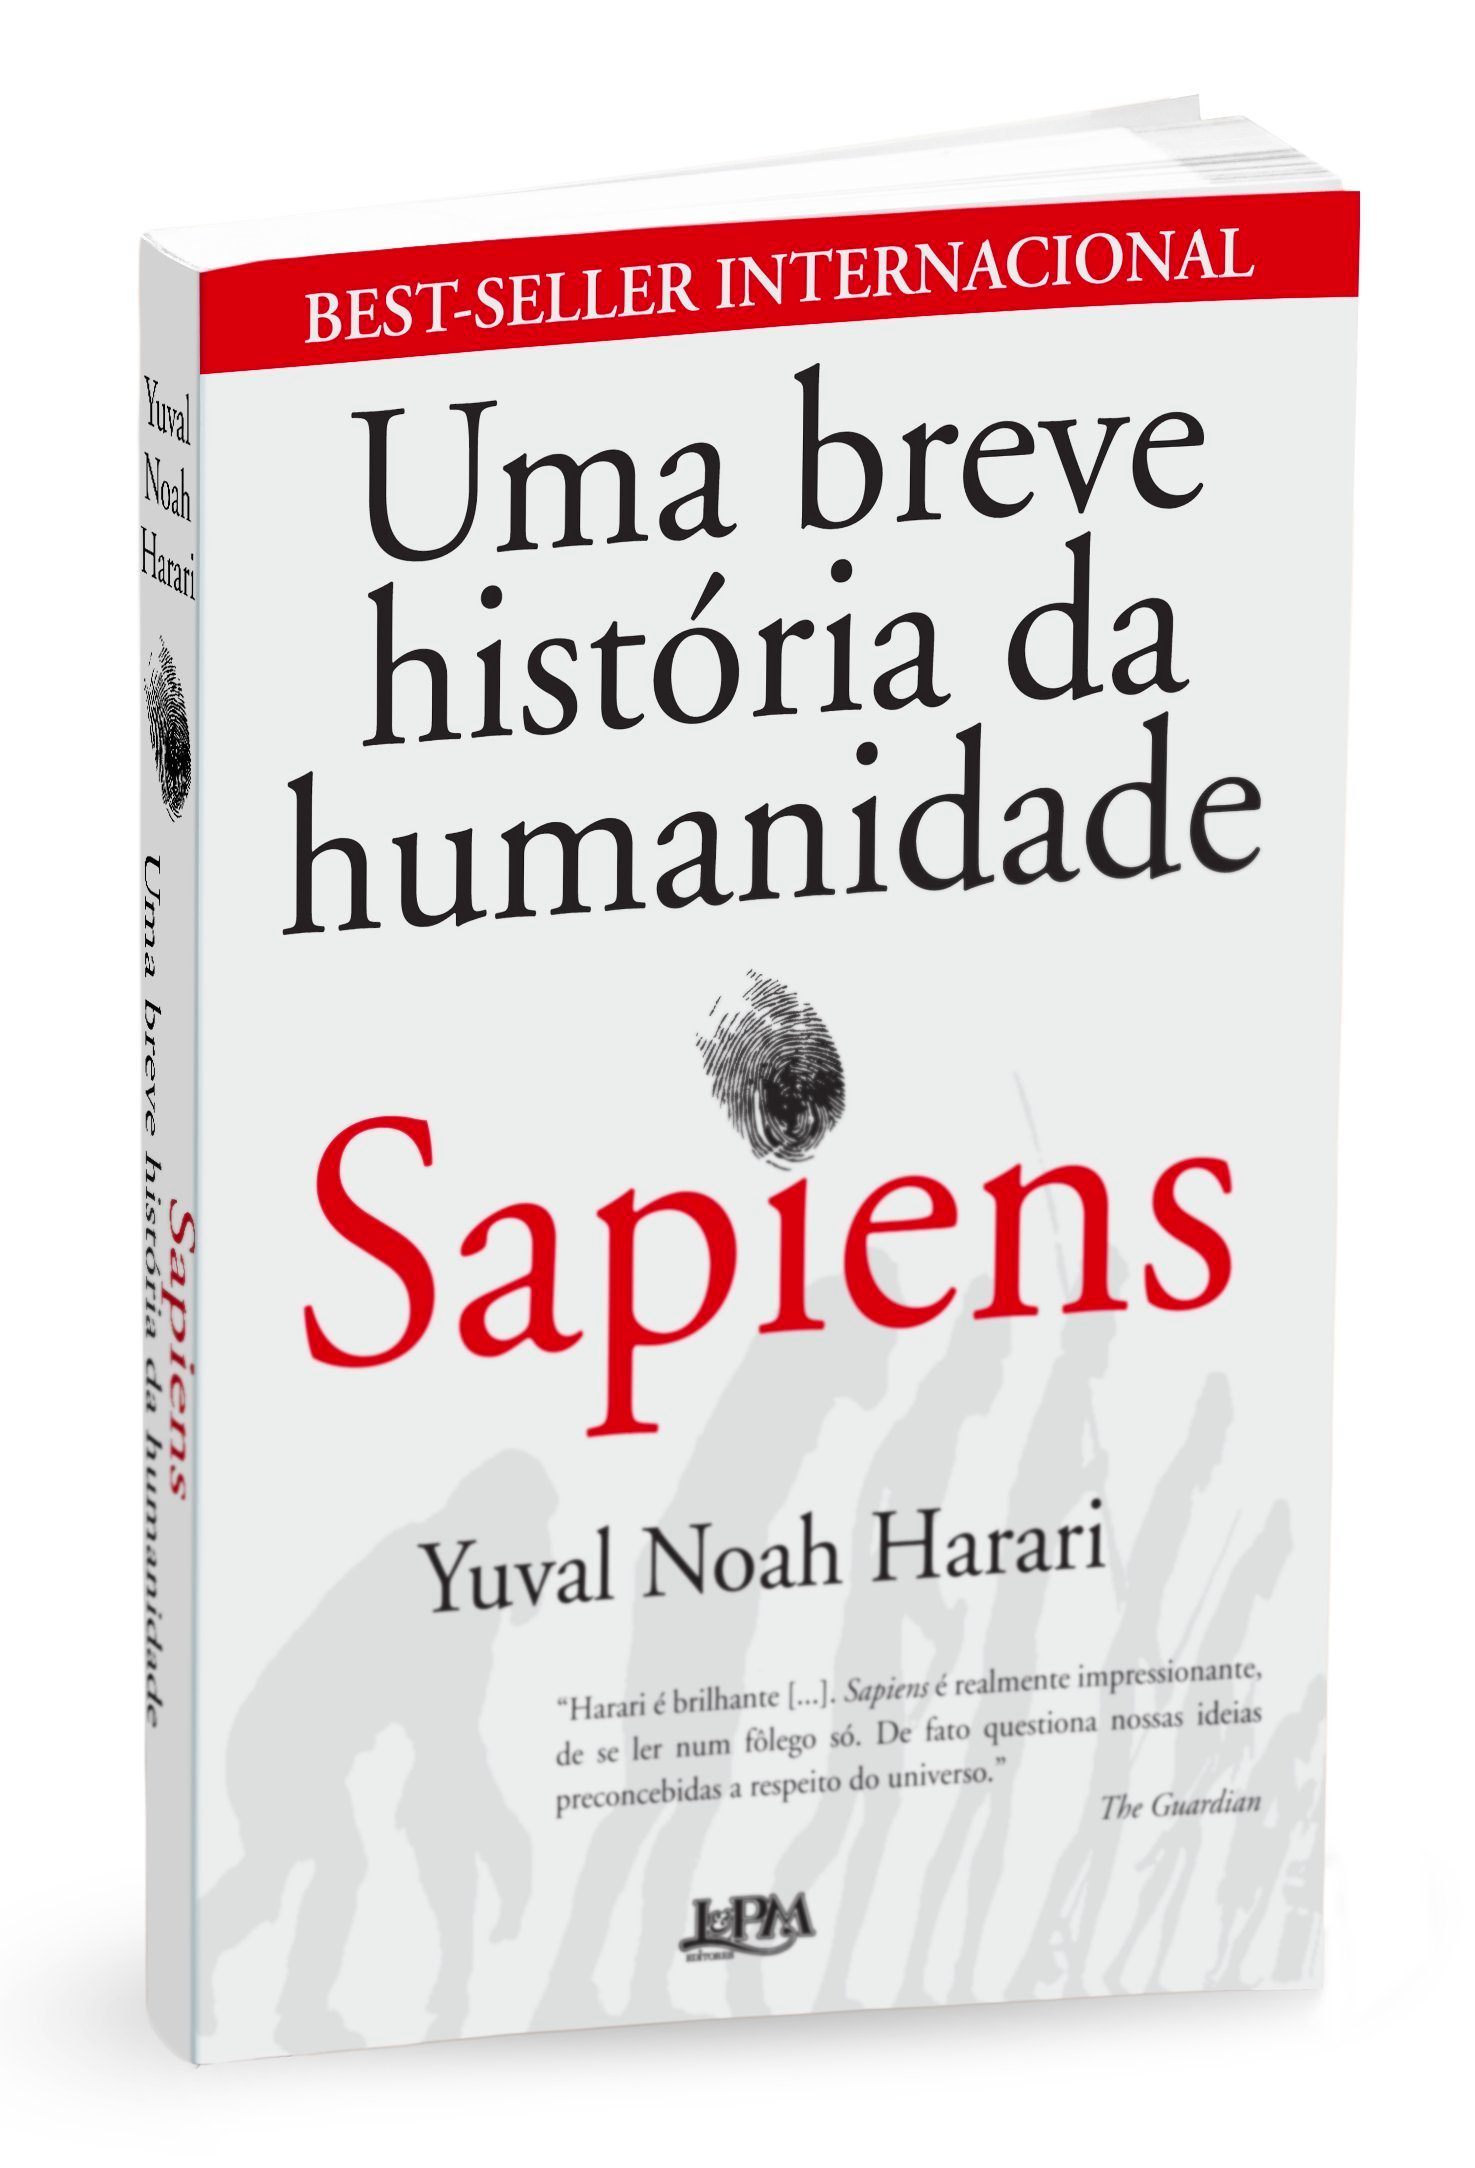 BEST-SELLER INTERNACIONAL
Uma breve
história da
humanidade
Sapiens
Yuval Noah Harari
“Harari é brilhante [...]. Sapiens é realmente impressionante,
de se ler num fôlego só. De fato questiona nossas ideias
preconcebidas a respeito do universo.”
The Guardian
L&PM
EDITORES
Yuval
Noah
Harari
Sapiens
Uma breve história da humanidade